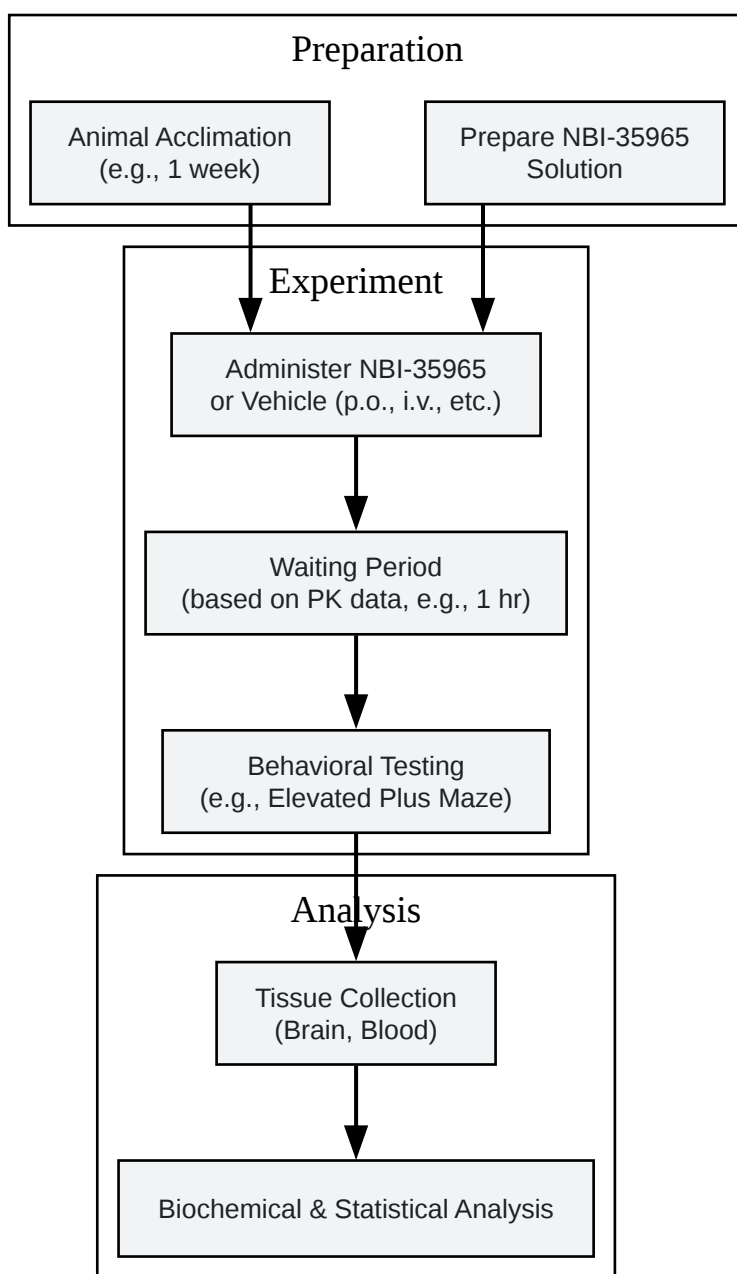 Preparation
Animal Acclimation
(e.g., 1 week)
Prepare NBI-35965
Solution
Experiment
Administer NBI-35965
or Vehicle (p.o., i.v., etc.)
Waiting Period
(based on PK data, e.g., 1 hr)
Behavioral Testing
(e.g., Elevated Plus Maze)
Analysis
Tissue Collection
(Brain, Blood)
Biochemical & Statistical Analysis